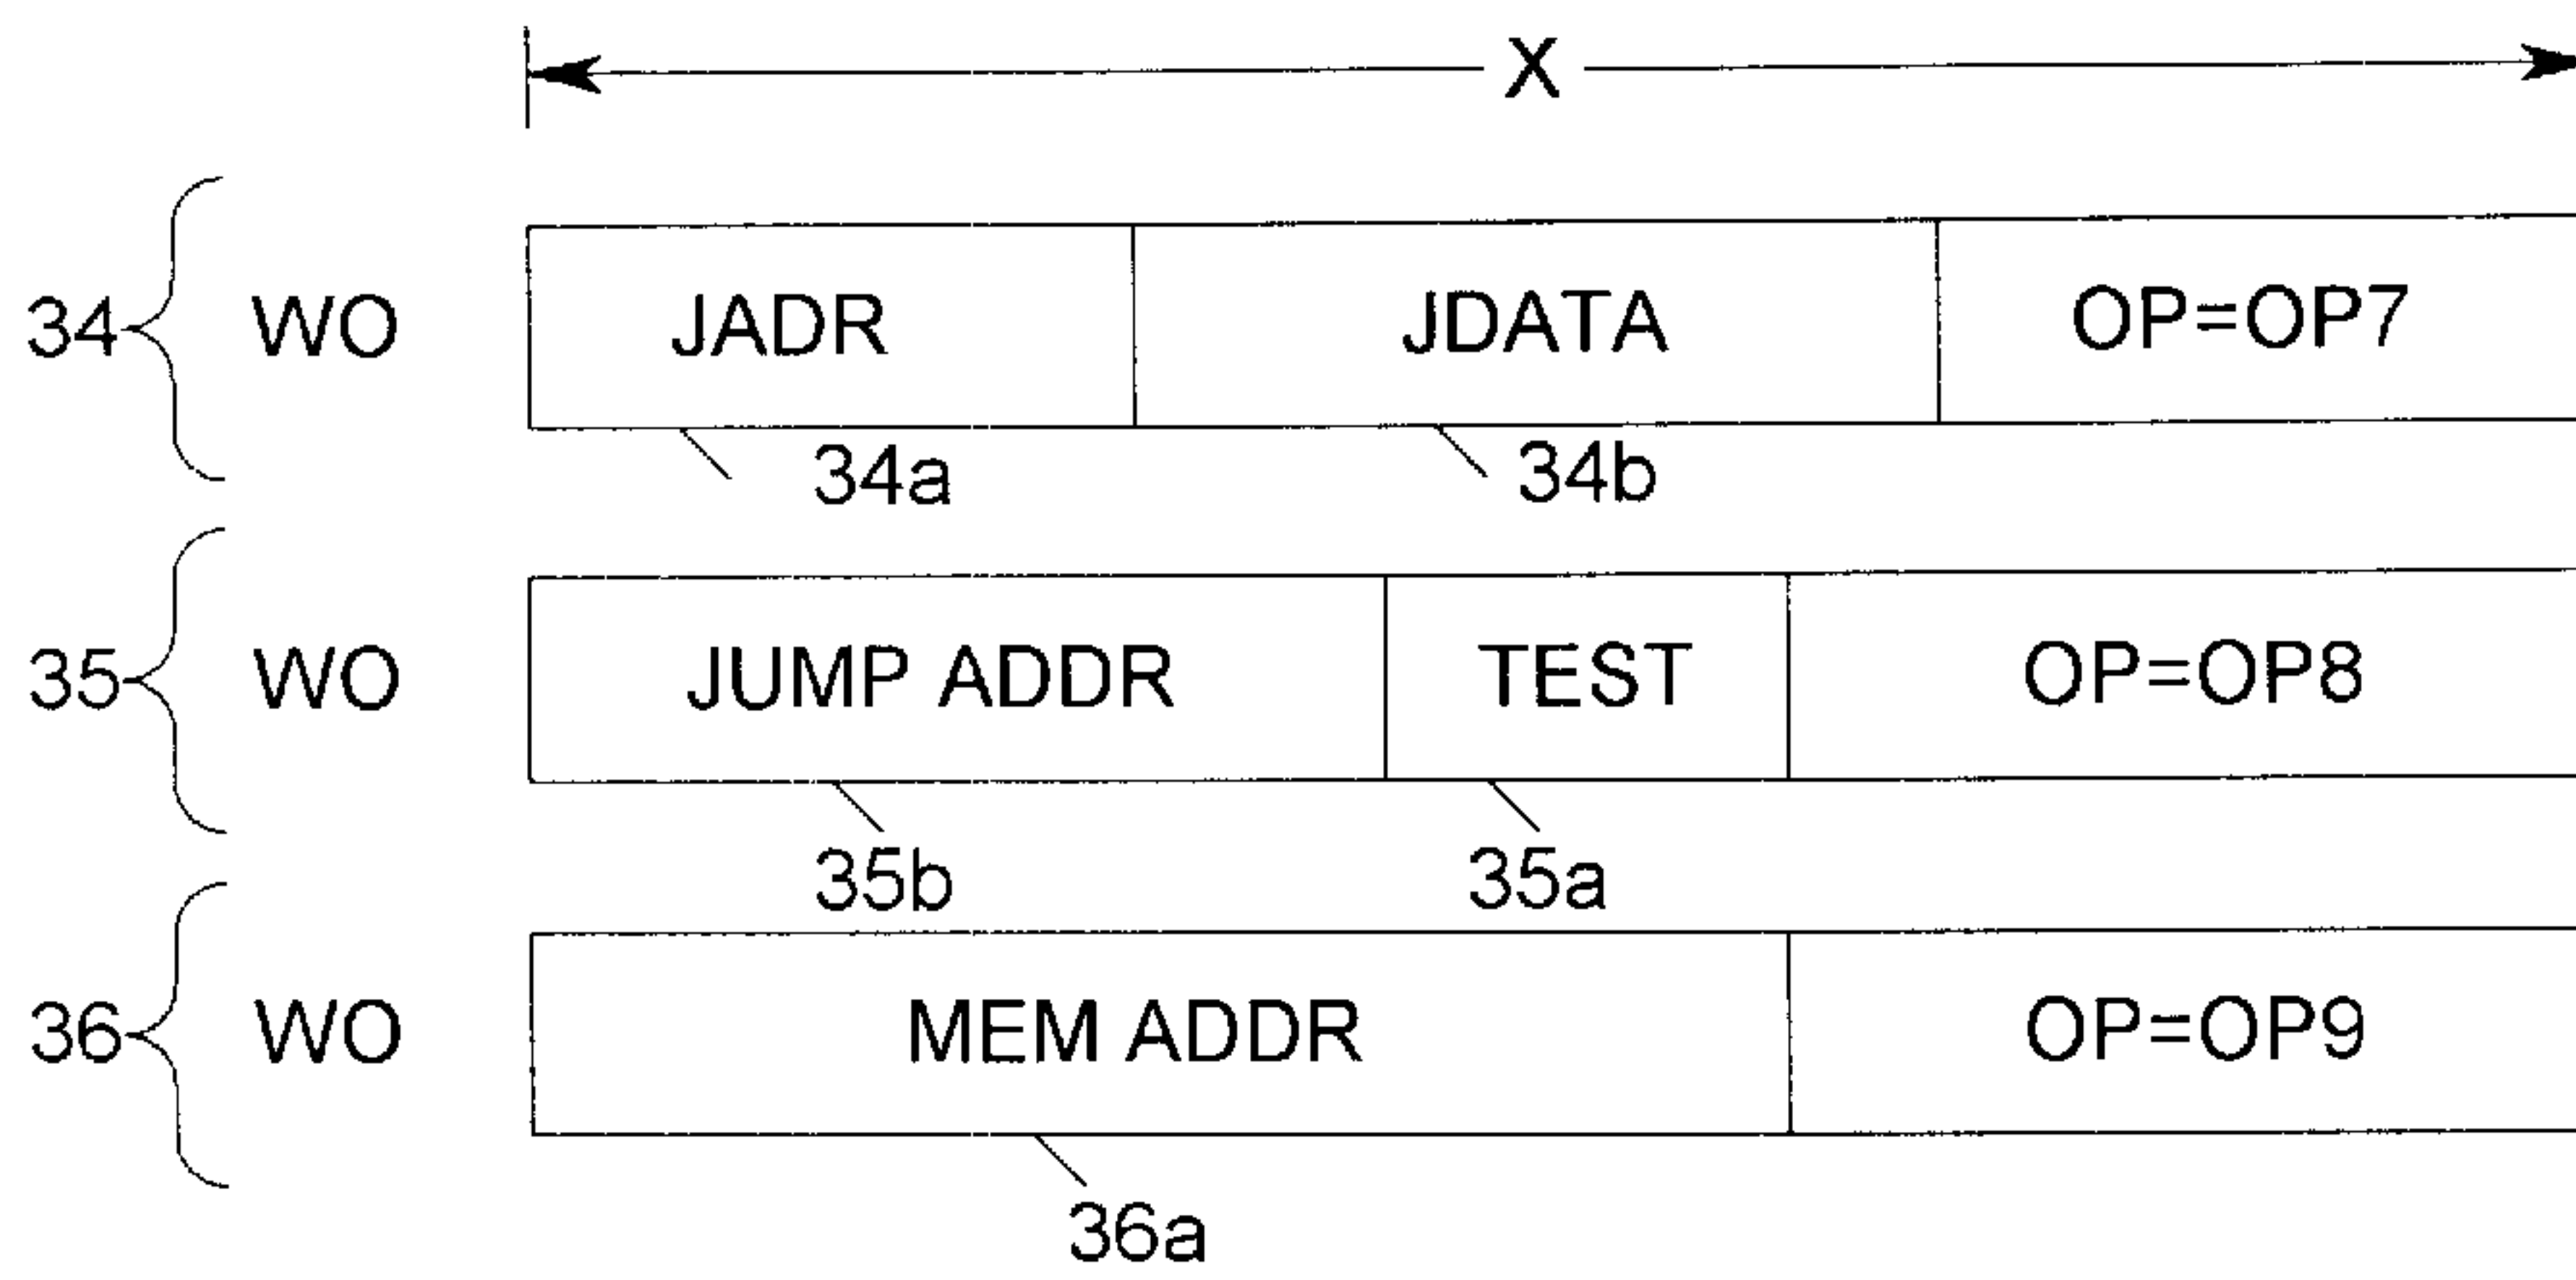 X
34 WO JADR JDATA OP=OP7
34a 34b
35 WO JUMP ADDR TEST OP=OP8
35b 35a
36 WO MEM ADDR OP=OP9
36a